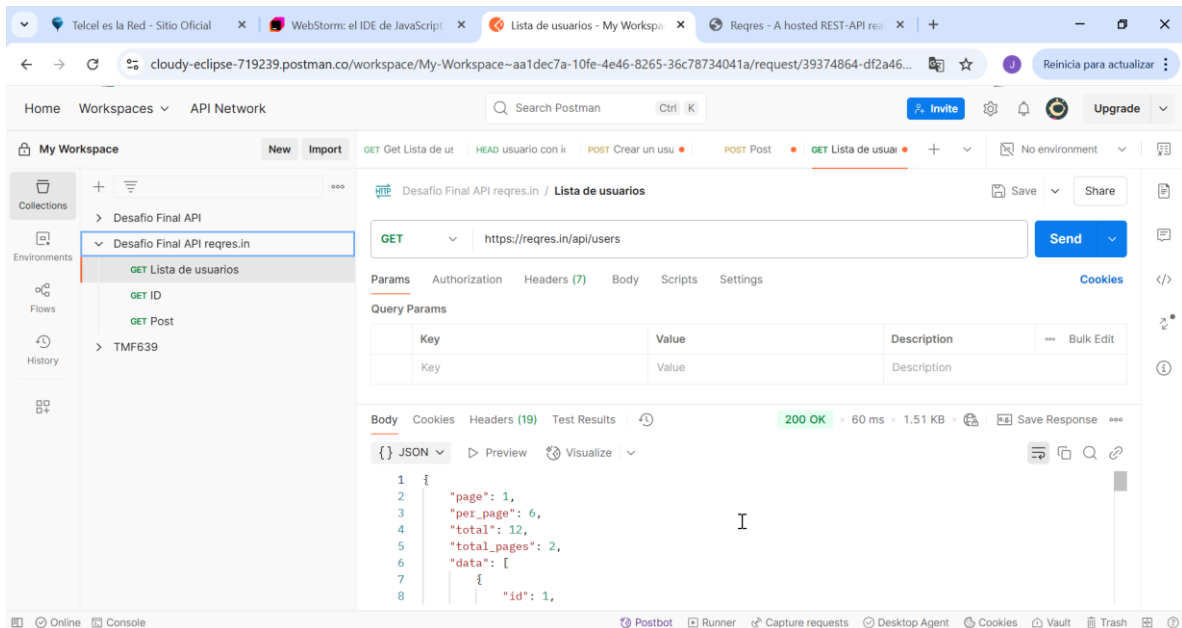 Telcel es la Red - Sitio Oficial
WebStorm: el IDE de JavaScript
Lista de usuarios - My Workspa
Reqres - A hosted REST-API rea
cloudy-eclipse-719239.postman.co/workspace/My-Workspace~aa1dec7a-10fe-4e46-8265-36c78734041a/request/39374864-df2a46...
J
Reinicia para actualizar
Home Workspaces API Network
Search Postman Ctrl K
Invite
Upgrade
My Workspace New Import
GET Get Lista de us HEAD usuario con ic POST Crear un usu POST Post GET Lista de usuar No environment
Collections
Environments
Flows
History
Desafio Final API
Desafio Final API reqres.in
GET Lista de usuarios
GET ID
GET Post
TMF639
HTTP Desafio Final API reqres.in / Lista de usuarios Save Share
GET https://reqres.in/api/users Send
Params Authorization Headers (7) Body Scripts Settings Cookies
Query Params
Key Value Description Bulk Edit
Key Value Description
Body Cookies Headers (19) Test Results 200 OK 60 ms 1.51 KB Save Response
{} JSON Preview Visualize
1 {
2 "page": 1,
3 "per_page": 6,
4 "total": 12,
5 "total_pages": 2,
6 "data": [
7 {
8 "id": 1,
Online Console Postbot Runner Capture requests Desktop Agent Cookies Vault Trash